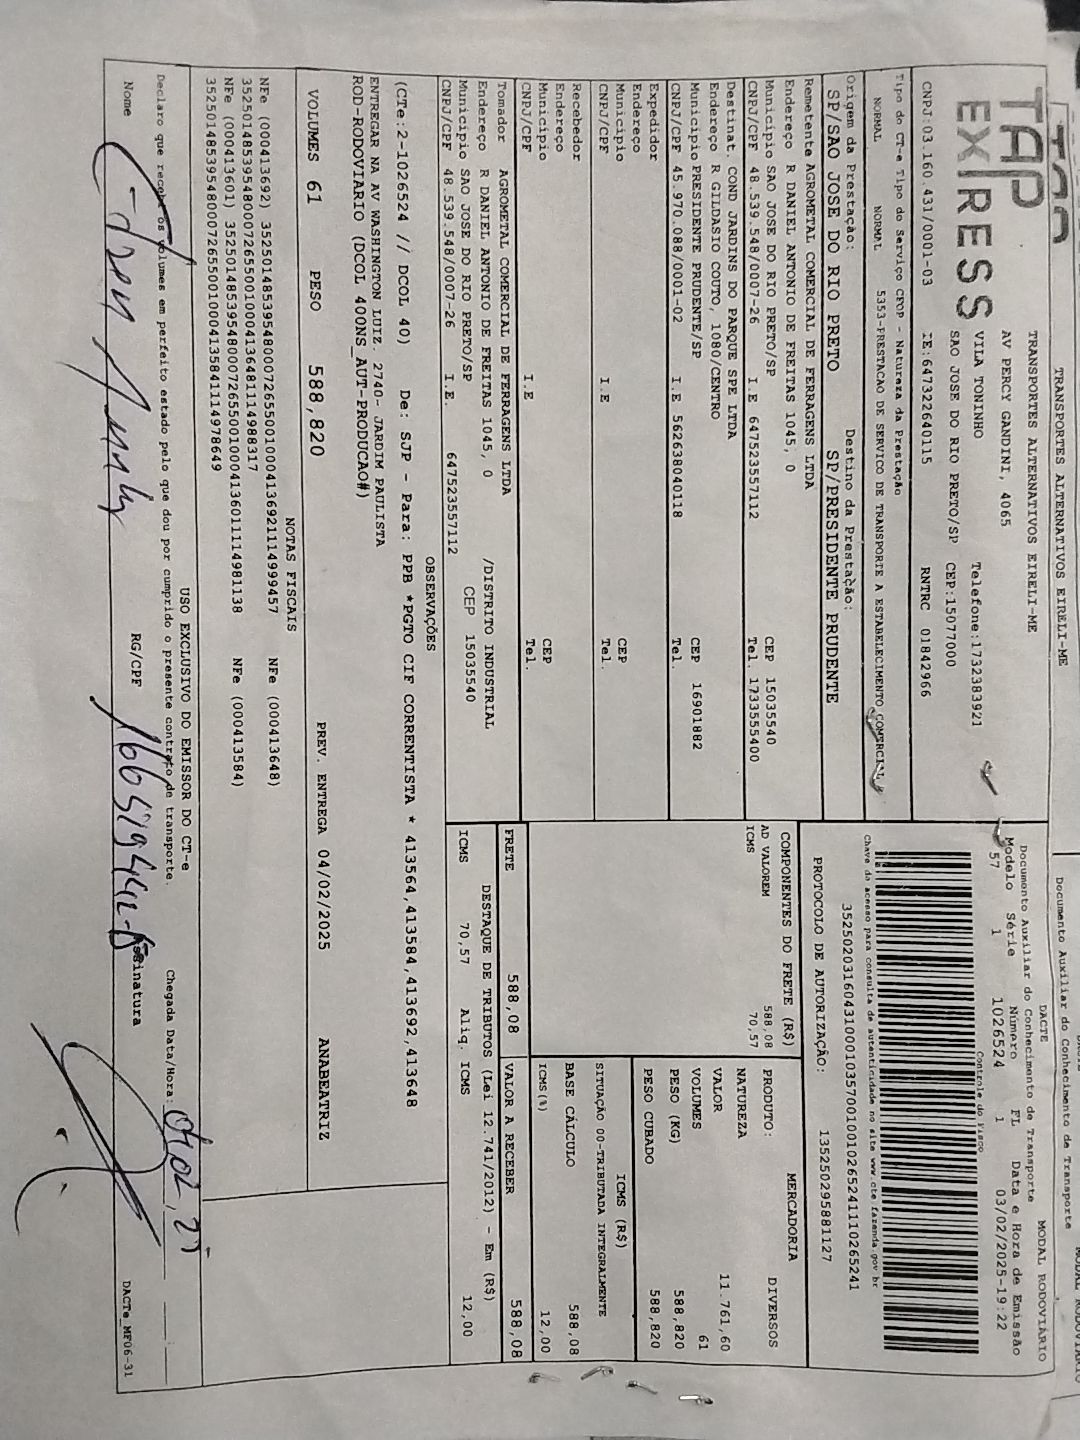 TRANSPORTES ALTERNATIVOS EIRELI-ME
Documento Auxiliar do Conhecimento de Transporte
TAP
EXPRESS
TRANSPORTES ALTERNATIVOS EIRELI-ME
AV PERCY GANDINI, 4065
VILA TONINHO
Telefone:1732383921
SAO JOSE DO RIO PRETO/SP
CEP:15077000
CNPJ:03.160.431/0001-03
IE:647322640115
RNTRC 01842966
DACTE
MODAL RODOVIÁRIO
Documento Auxiliar do Conhecimento de Transporte
Modelo Série Número FL Data e Hora de Emissão
57 1 1026524 1 03/02/2025-19:22
Controle do Fisco
Chave de acesso para consulta de autenticidade no site www.cte.fazenda.gov.br
35250203160431000103570010010265241110265241
PROTOCOLO DE AUTORIZAÇÃO: 135250295881127
Tipo do CT-e Tipo do Serviço CFOP - Natureza da Prestação
NORMAL NORMAL 5353-PRESTACAO DE SERVICO DE TRANSPORTE A ESTABELECIMENTO COMERCIAL
Origem da Prestação: Destino da Prestação:
SP/SAO JOSE DO RIO PRETO SP/PRESIDENTE PRUDENTE
Remetente AGROMETAL COMERCIAL DE FERRAGENS LTDA
Endereço R DANIEL ANTONIO DE FREITAS 1045, 0
Município SAO JOSE DO RIO PRETO/SP CEP 15035540
CNPJ/CPF 48.539.548/0007-26 I.E 647523557112 Tel. 1733555400
Destinat. COND JARDINS DO PARQUE SPE LTDA
Endereço R GILDASIO COUTO, 1080/CENTRO
Município PRESIDENTE PRUDENTE/SP CEP 16901882
CNPJ/CPF 45.970.088/0001-02 I.E 562638040118 Tel.
Expedidor
Endereço
Município CEP
CNPJ/CPF I.E Tel.
Recebedor
Endereço
Município CEP
CNPJ/CPF I.E Tel.
Tomador AGROMETAL COMERCIAL DE FERRAGENS LTDA
Endereço R DANIEL ANTONIO DE FREITAS 1045, 0 /DISTRITO INDUSTRIAL
Município SAO JOSE DO RIO PRETO/SP CEP 15035540
CNPJ/CPF 48.539.548/0007-26 I.E. 647523557112
COMPONENTES DO FRETE (R$)
AD VALOREM 588,08
ICMS 70,57
MERCADORIA
PRODUTO: DIVERSOS
NATUREZA
VALOR 11.761,60
VOLUMES 61
PESO (KG) 588,820
PESO CUBADO 588,820
ICMS (R$)
SITUAÇÃO 00-TRIBUTADA INTEGRALMENTE
BASE CÁLCULO 588,08
ICMS(%) 12,00
FRETE 588,08 VALOR A RECEBER 588,08
DESTAQUE DE TRIBUTOS (Lei 12.741/2012) - Em (R$)
ICMS 70,57 Aliq. ICMS 12,00
OBSERVAÇÕES
(CTe:2-1026524 // DCOL 40) De: SJP - Para: PPB *PGTO CIF CORRENTISTA * 413564,413584,413692,413648
ENTREGAR NA AV WASHINGTON LUIZ. 2740- JARDIM PAULISTA
ROD-RODOVIARIO (DCOL 400NS_AUT-PRODUCAO#)
VOLUMES 61 PESO 588,820 PREV. ENTREGA 04/02/2025 ANABEATRIZ
NOTAS FISCAIS
NFe (000413692) 35250148539548000726550010004136921114999457 NFe (000413648)
35250148539548000726550010004136481114988317
NFe (000413601) 35250148539548000726550010004136011114981138 NFe (000413584)
35250148539548000726550010004135841114978649
USO EXCLUSIVO DO EMISSOR DO CT-e
Declaro que recebi os volumes em perfeito estado pelo que dou por cumprido o presente contrato de transporte. Chegada Data/Hora:
Nome RG/CPF Assinatura
DACTe_MF06-31